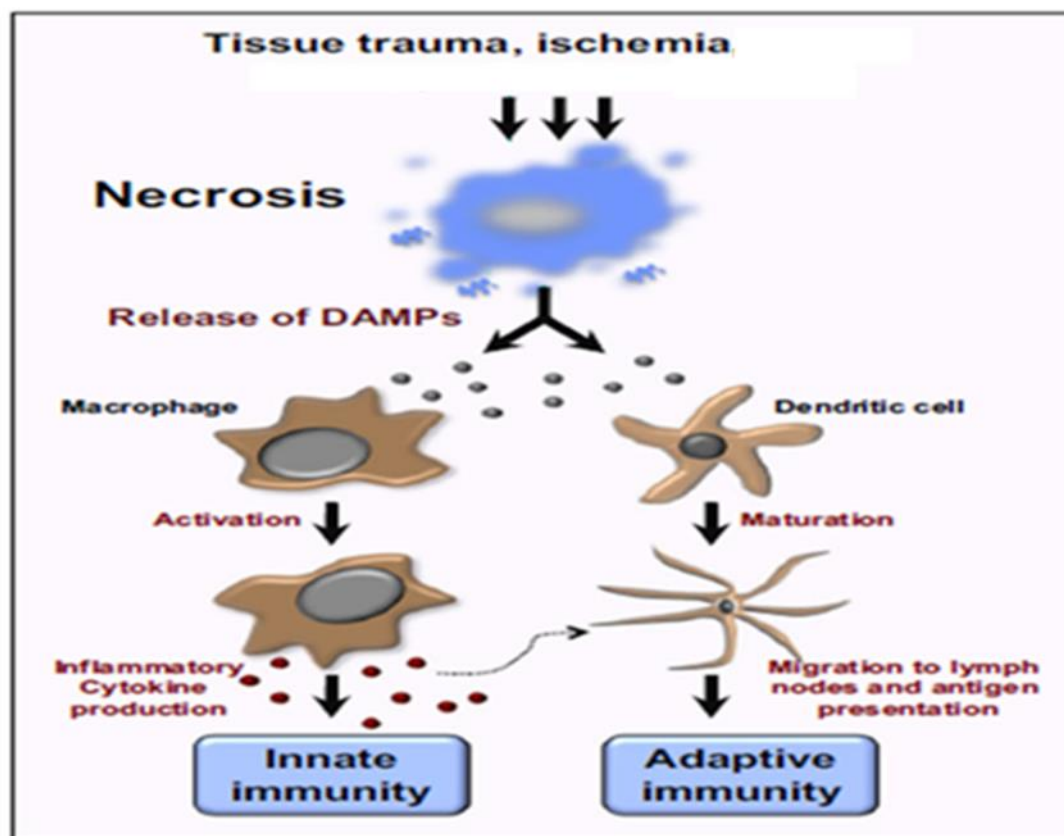 Tissue trauma, ischemia,
Necrosis
Release of DAMPs
Macrophage
Dendritic cell
Activation
Maturation
Inflammatory
Cytokine
production
Migration to lymph
nodes and antigen
presentation
Innate
immunity
Adaptive
immunity